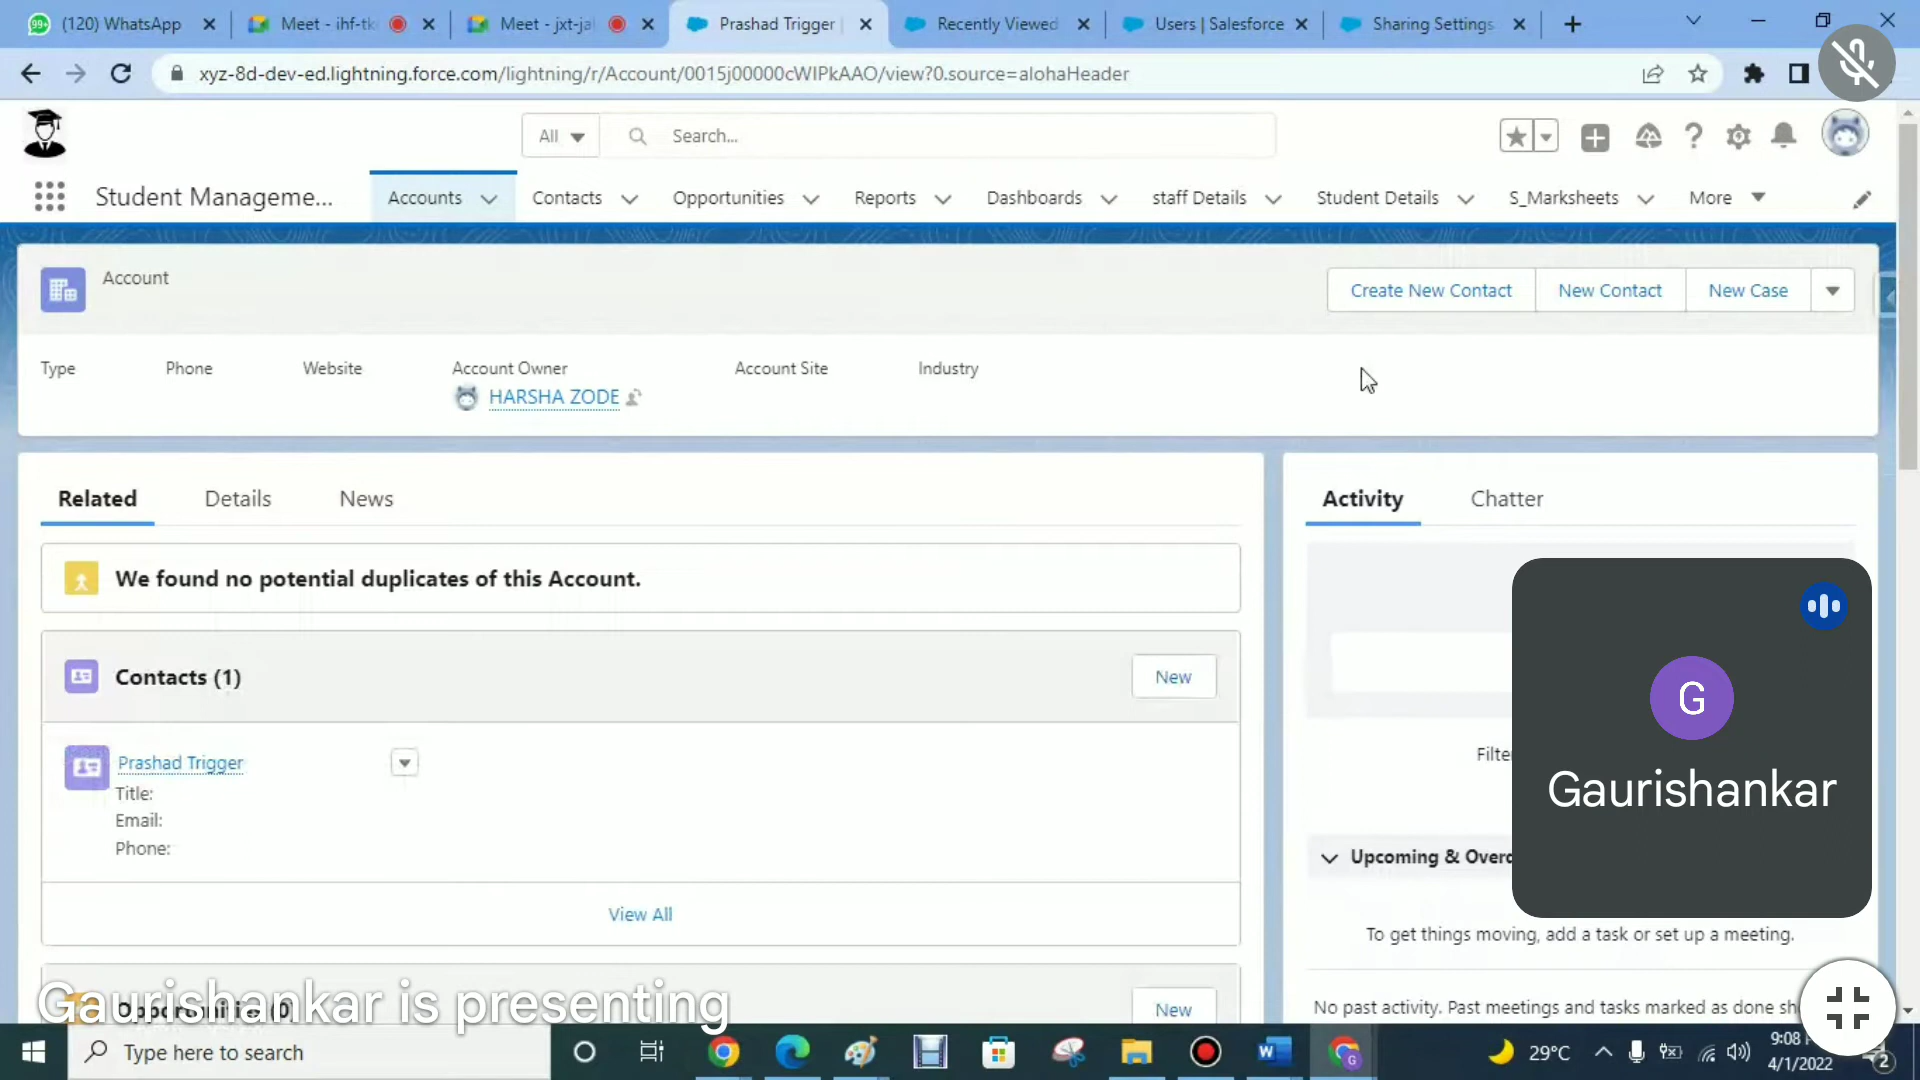 99+ (120) WhatsApp
Meet - ihf-tk
Meet - jxt-ja
Prashad Trigger
Recently Viewed
Users | Salesforce
Sharing Settings
xyz-8d-dev-ed.lightning.force.com/lightning/r/Account/0015j00000cWIPkAAO/view?0.source=alohaHeader
All
Search...
Student Manageme...
Accounts
Contacts
Opportunities
Reports
Dashboards
staff Details
Student Details
S_Marksheets
More
Account
Create New Contact
New Contact
New Case
Type
Phone
Website
Account Owner
Account Site
Industry
HARSHA ZODE
Related
Details
News
Activity
Chatter
We found no potential duplicates of this Account.
Contacts (1)
New
Prashad Trigger
Title:
Email:
Phone:
View All
Filter
G
Gaurishankar
Upcoming & Overd
To get things moving, add a task or set up a meeting.
Opportunities (0)
New
No past activity. Past meetings and tasks marked as done sh
Gaurishankar is presenting
Type here to search
29°C
9:08
4/1/2022
2